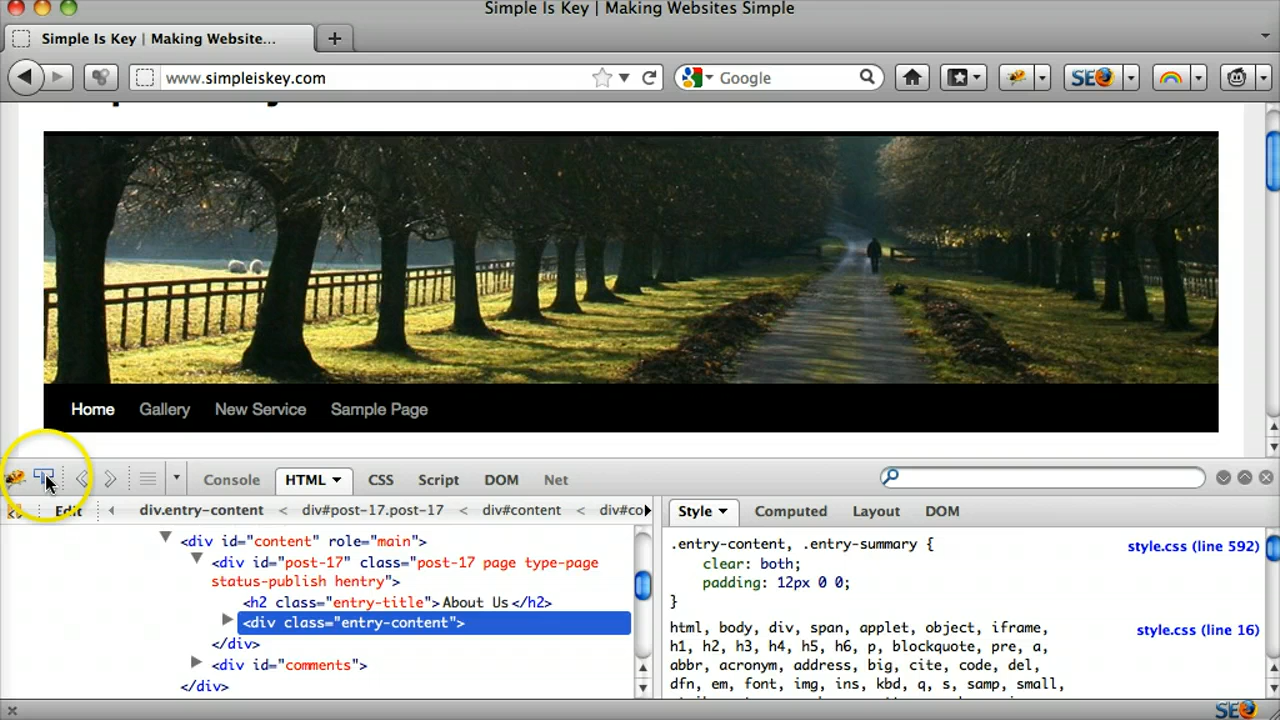 Simple Is Key | Making Websites Simple
Simple Is Key | Making Website...
www.simpleiskey.com
Google
SEO
Home Gallery New Service Sample Page
Console HTML CSS Script DOM Net
Edit div.entry-content < div#post-17.post-17 < div#content < div#co
Style Computed Layout DOM
<div id="content" role="main">
<div id="post-17" class="post-17 page type-page
status-publish hentry">
<h2 class="entry-title">About Us</h2>
<div class="entry-content">
</div>
<div id="comments">
</div>
.entry-content, .entry-summary { style.css (line 592)
clear: both;
padding: 12px 0 0;
}
html, body, div, span, applet, object, iframe, style.css (line 16)
h1, h2, h3, h4, h5, h6, p, blockquote, pre, a,
abbr, acronym, address, big, cite, code, del,
dfn, em, font, img, ins, kbd, q, s, samp, small,
SEO